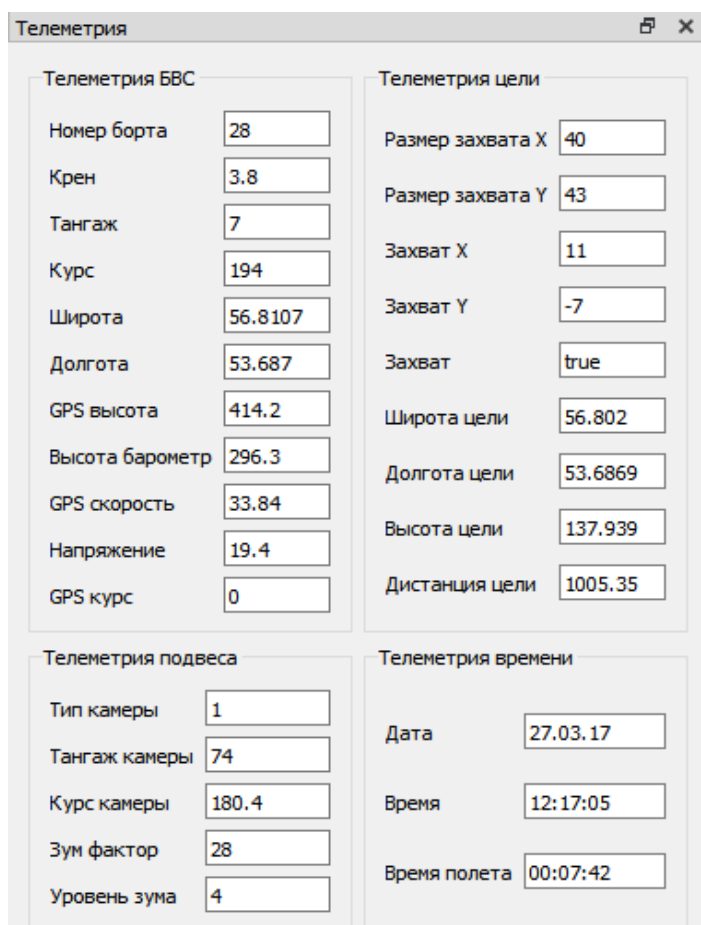 Телеметрия
Телеметрия БВС
Номер борта 28
Крен 3.8
Тангаж 7
Курс 194
Широта 56.8107
Долгота 53.687
GPS высота 414.2
Высота барометр 296.3
GPS скорость 33.84
Напряжение 19.4
GPS курс 0
Телеметрия цели
Размер захвата X 40
Размер захвата Y 43
Захват X 11
Захват Y -7
Захват true
Широта цели 56.802
Долгота цели 53.6869
Высота цели 137.939
Дистанция цели 1005.35
Телеметрия подвеса
Тип камеры 1
Тангаж камеры 74
Курс камеры 180.4
Зум фактор 28
Уровень зума 4
Телеметрия времени
Дата 27.03.17
Время 12:17:05
Время полета 00:07:42